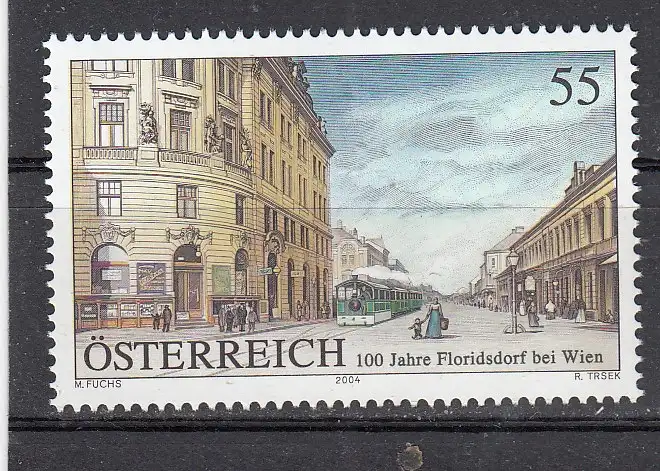 55
ÖSTERREICH 100 Jahre Floridsdorf bei Wien
M. FUCHS 2004 R. TRSEK